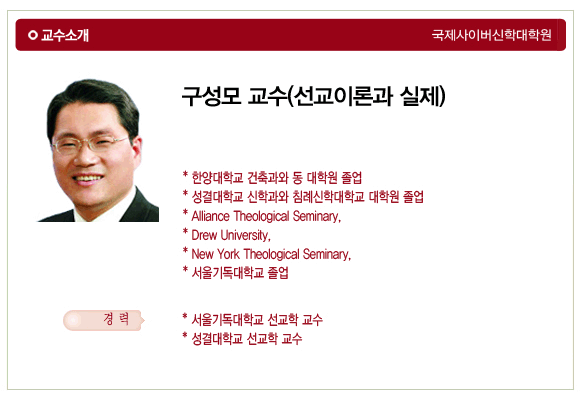 교수소개
국제사이버신학대학원
구성모 교수(선교이론과 실제)
* 한양대학교 건축과와 동 대학원 졸업
* 성결대학교 신학과와 침례신학대학교 대학원 졸업
* Alliance Theological Seminary,
* Drew University,
* New York Theological Seminary,
* 서울기독대학교 졸업
경 력
* 서울기독대학교 선교학 교수
* 성결대학교 선교학 교수